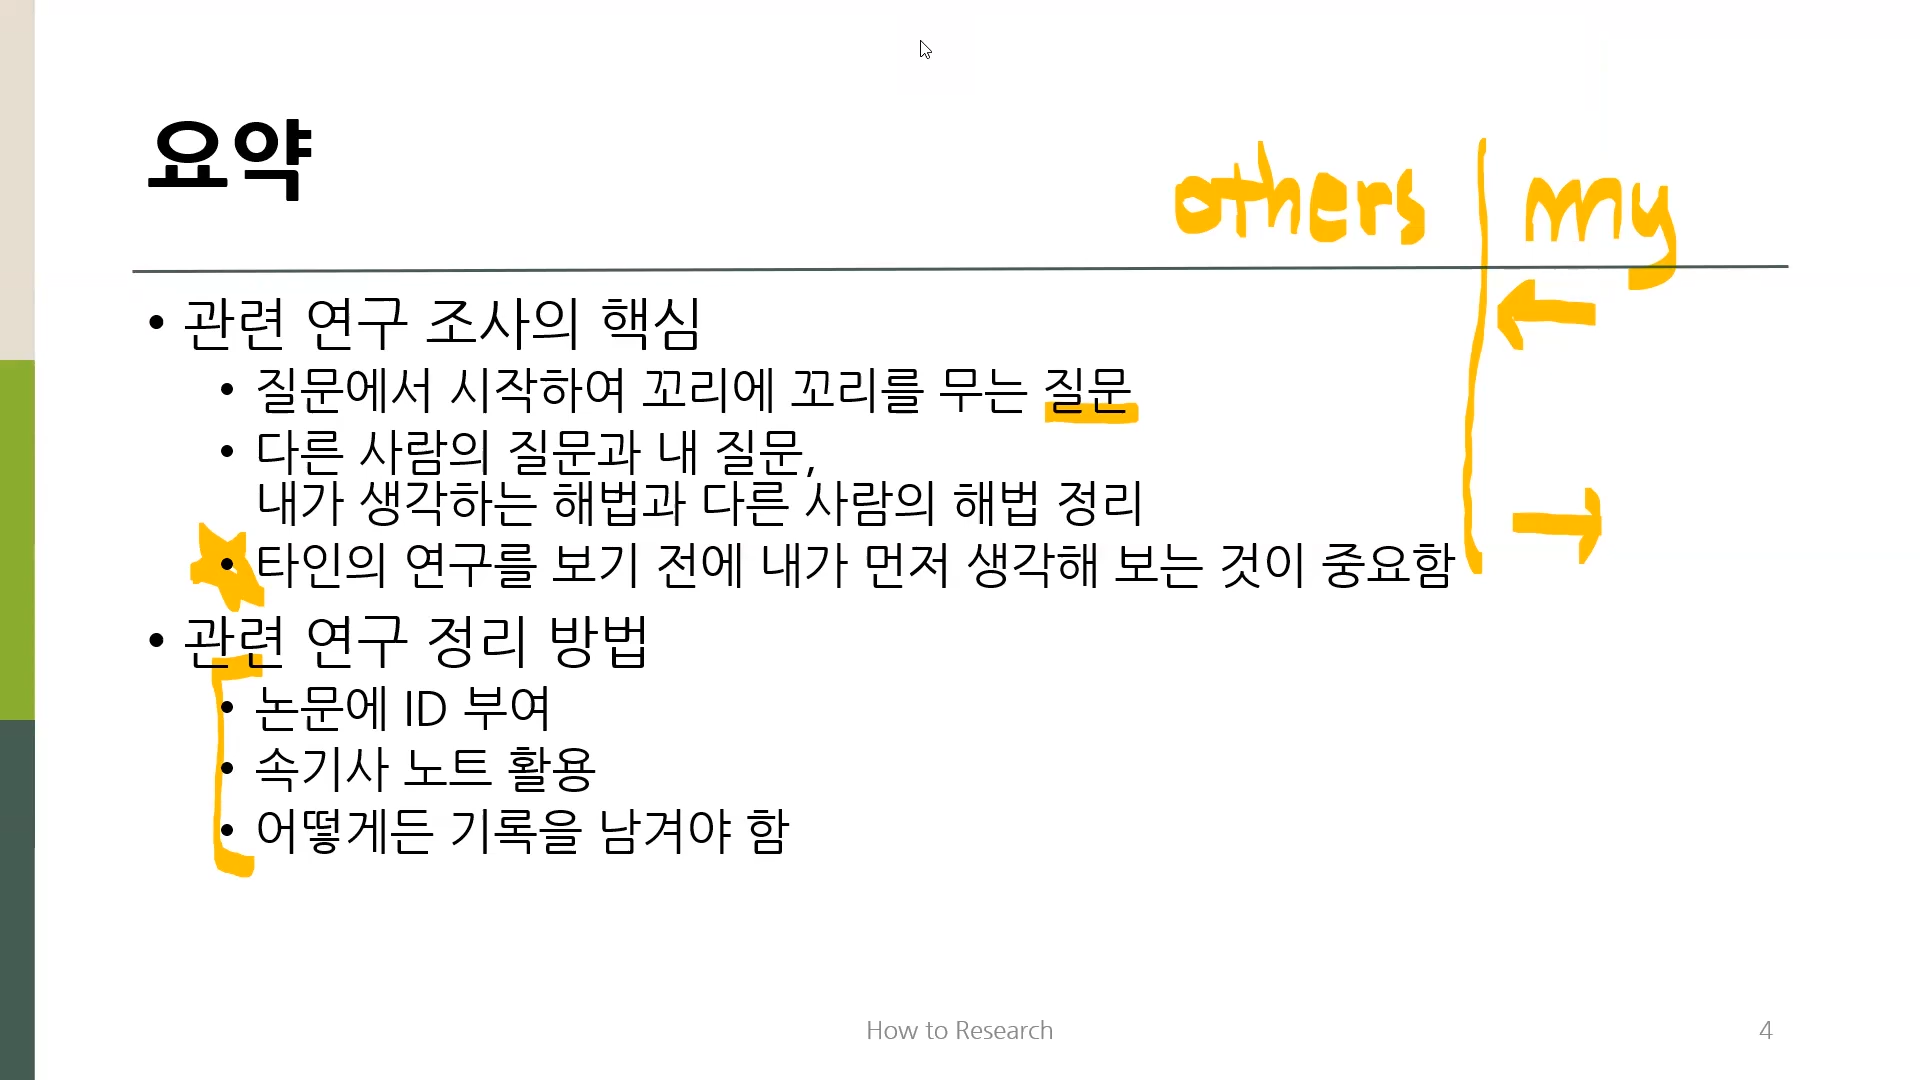 요약
others | my
• 관련 연구 조사의 핵심
• 질문에서 시작하여 꼬리에 꼬리를 무는 질문
• 다른 사람의 질문과 내 질문,
내가 생각하는 해법과 다른 사람의 해법 정리
• 타인의 연구를 보기 전에 내가 먼저 생각해 보는 것이 중요함
• 관련 연구 정리 방법
• 논문에 ID 부여
• 속기사 노트 활용
• 어떻게든 기록을 남겨야 함
How to Research
4